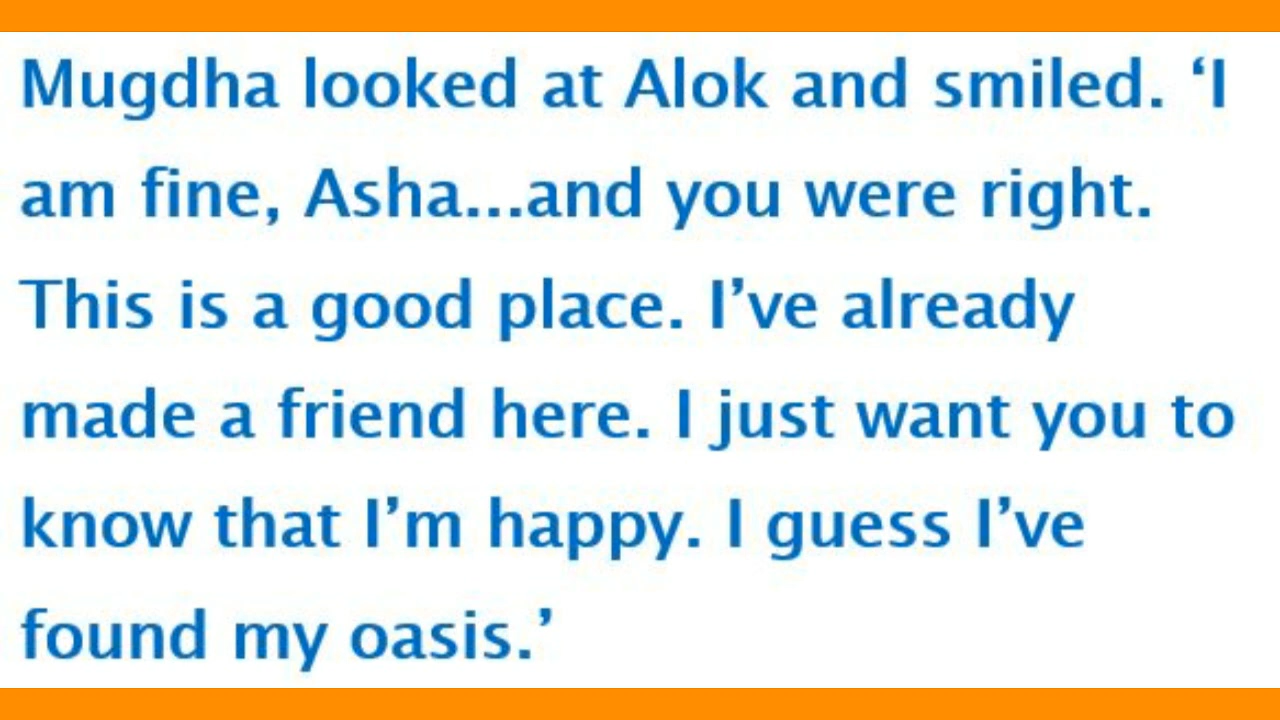 Mugdha looked at Alok and smiled. ‘I
am fine, Asha...and you were right.
This is a good place. I’ve already
made a friend here. I just want you to
know that I’m happy. I guess I’ve
found my oasis.’